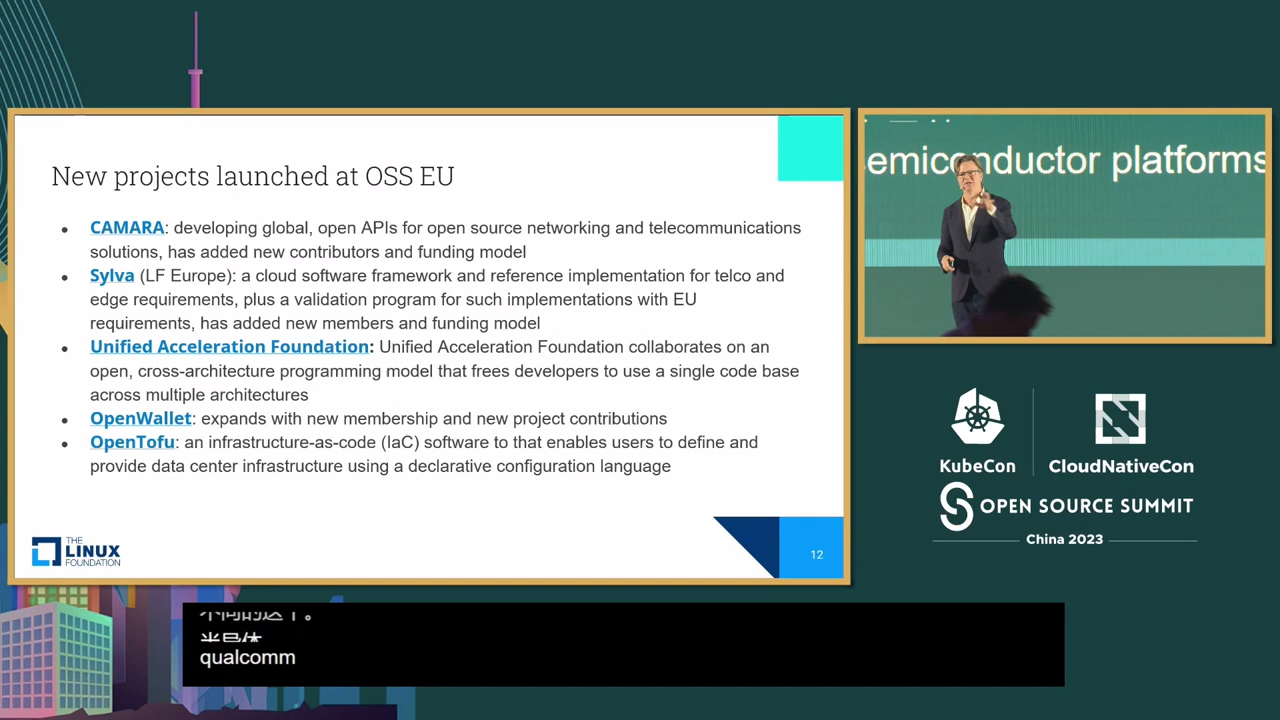 New projects launched at OSS EU
CAMARA: developing global, open APIs for open source networking and telecommunications
solutions, has added new contributors and funding model
Sylva (LF Europe): a cloud software framework and reference implementation for telco and
edge requirements, plus a validation program for such implementations with EU
requirements, has added new members and funding model
Unified Acceleration Foundation: Unified Acceleration Foundation collaborates on an
open, cross-architecture programming model that frees developers to use a single code base
across multiple architectures
OpenWallet: expands with new membership and new project contributions
OpenTofu: an infrastructure-as-code (IaC) software to that enables users to define and
provide data center infrastructure using a declarative configuration language
THE
LINUX
FOUNDATION
12
semiconductor platforms
KubeCon
CloudNativeCon
OPEN SOURCE SUMMIT
China 2023
半导体
qualcomm